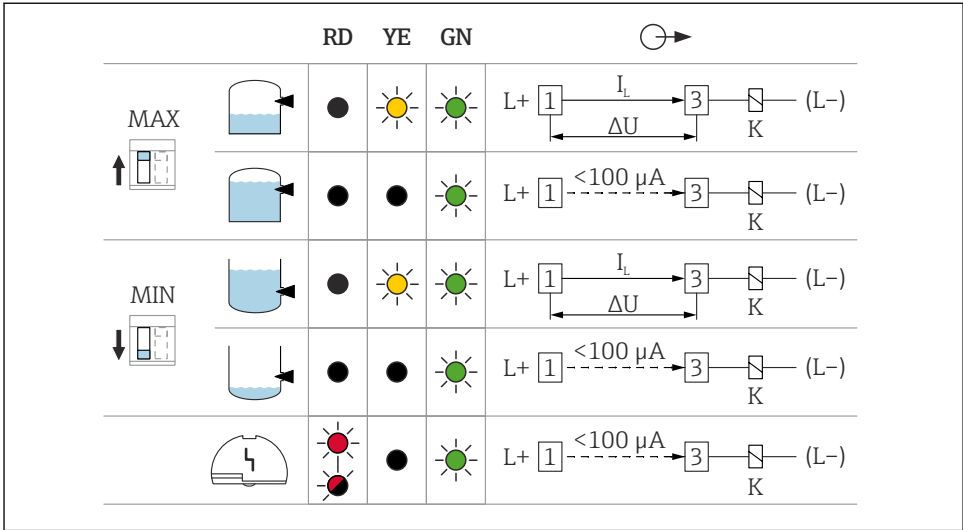 RD YE GN
MAX
L+ 1 I_L 3 (L-)
ΔU K
L+ 1 <100 µA 3 (L-)
K
MIN
L+ 1 I_L 3 (L-)
ΔU K
L+ 1 <100 µA 3 (L-)
K
L+ 1 <100 µA 3 (L-)
K